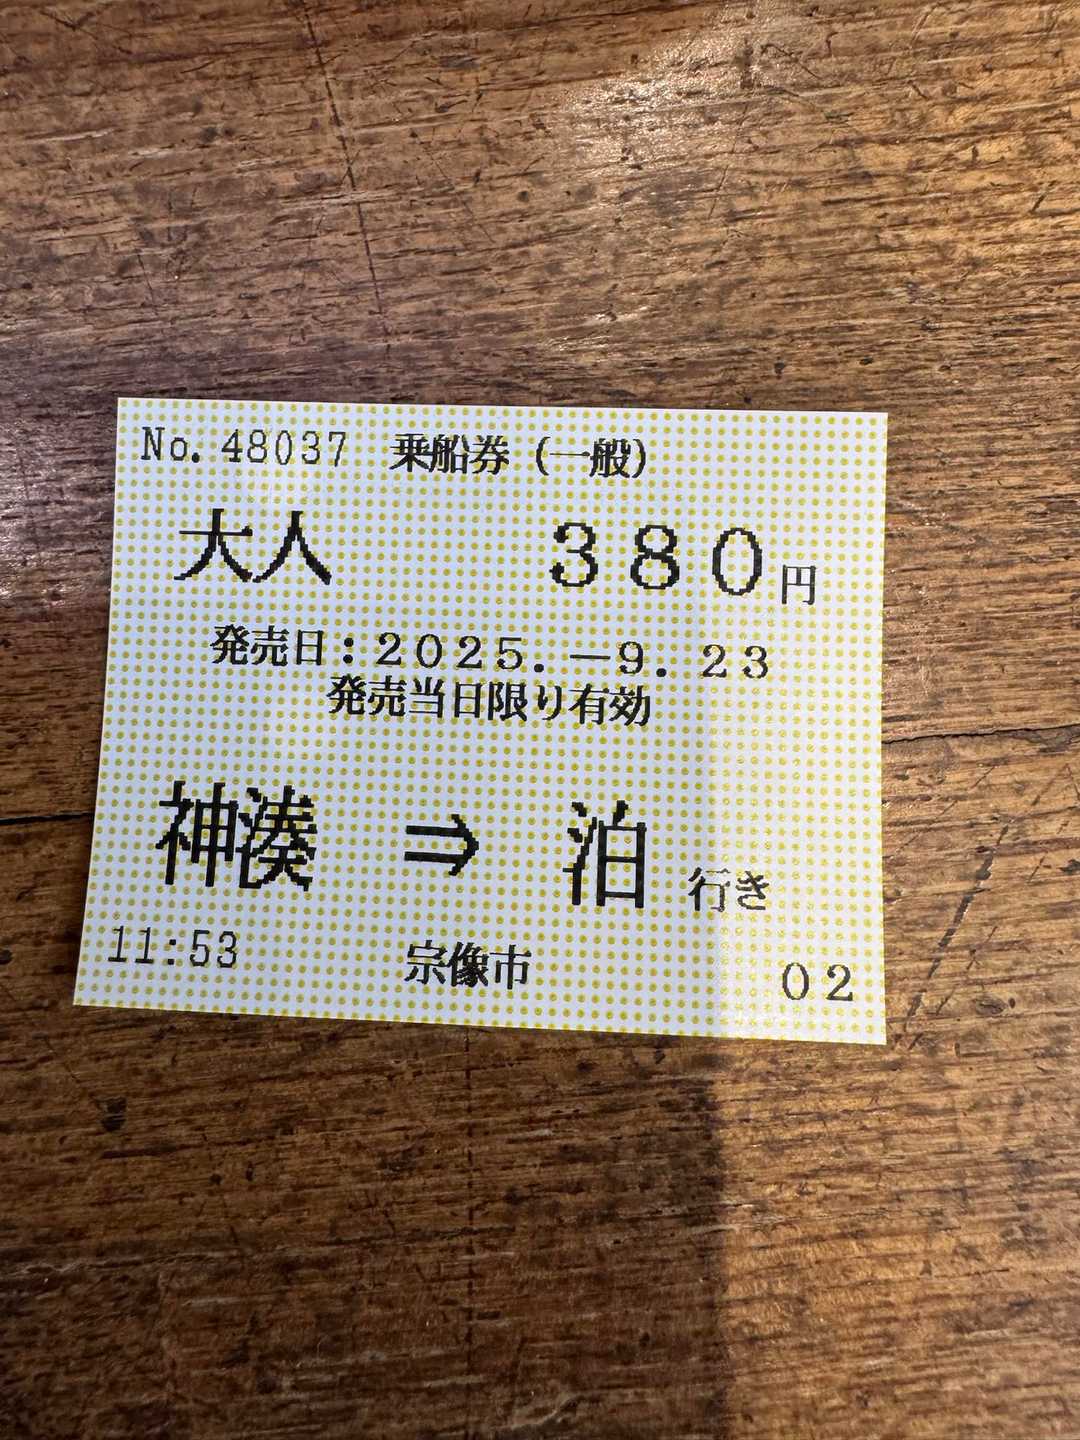 No. 48037 乗船券 (一般)
大人 380円
発売日：2025.－9.23
発売当日限り有効
神湊 ⇒ 泊 行き
11:53 宗像市 02